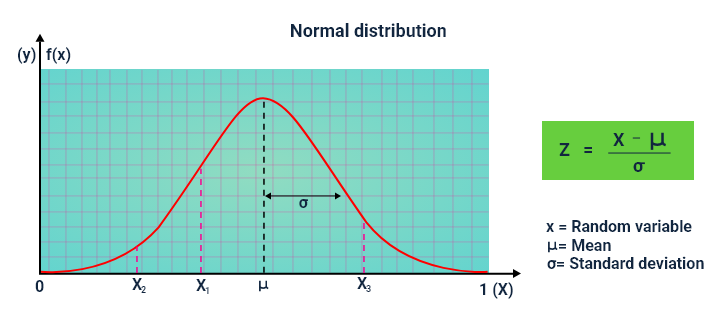 Normal distribution
(y) f(x)
σ
0 X₂ X₁ μ X₃ 1 (X)
Z = X - μ
σ
x = Random variable
μ= Mean
σ= Standard deviation